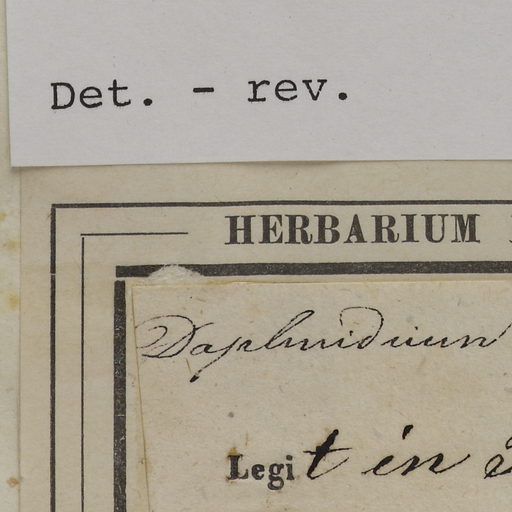 Det. - rev.
HERBARIUM
Daphnidium
Legit in